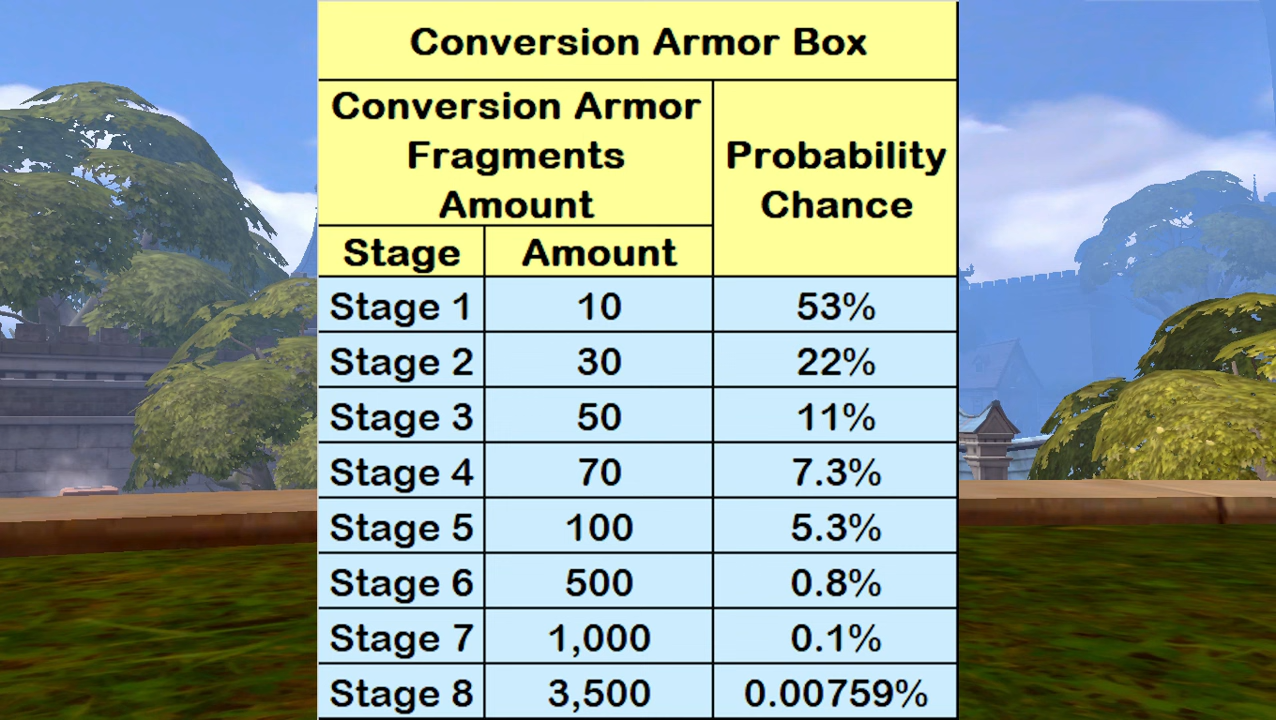 Conversion Armor Box
Conversion Armor
Fragments
Amount
Probability
Chance
Stage Amount
Stage 1 10 53%
Stage 2 30 22%
Stage 3 50 11%
Stage 4 70 7.3%
Stage 5 100 5.3%
Stage 6 500 0.8%
Stage 7 1,000 0.1%
Stage 8 3,500 0.00759%